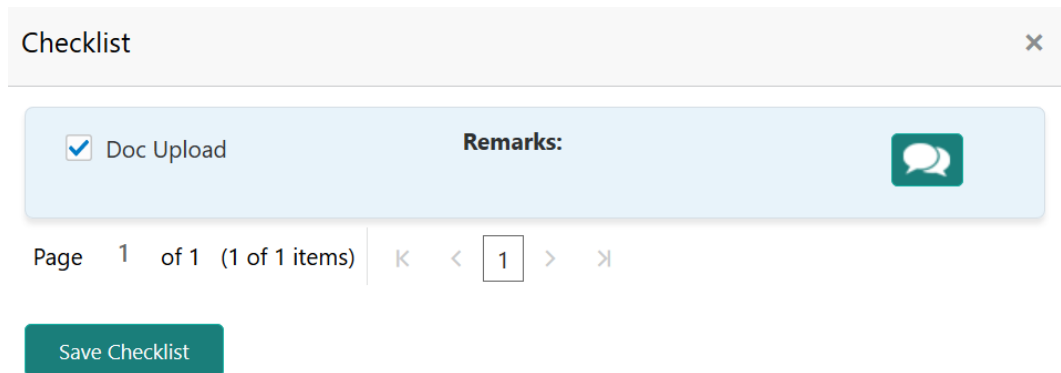 Checklist
Doc Upload Remarks:
Page 1 of 1 (1 of 1 items) 1
Save Checklist